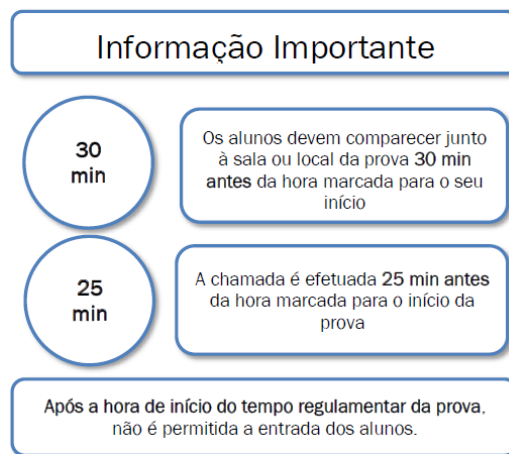 Informação Importante
30
min
Os alunos devem comparecer junto
à sala ou local da prova 30 min
antes da hora marcada para o seu
início
25
min
A chamada é efetuada 25 min antes
da hora marcada para o início da
prova
Após a hora de início do tempo regulamentar da prova,
não é permitida a entrada dos alunos.